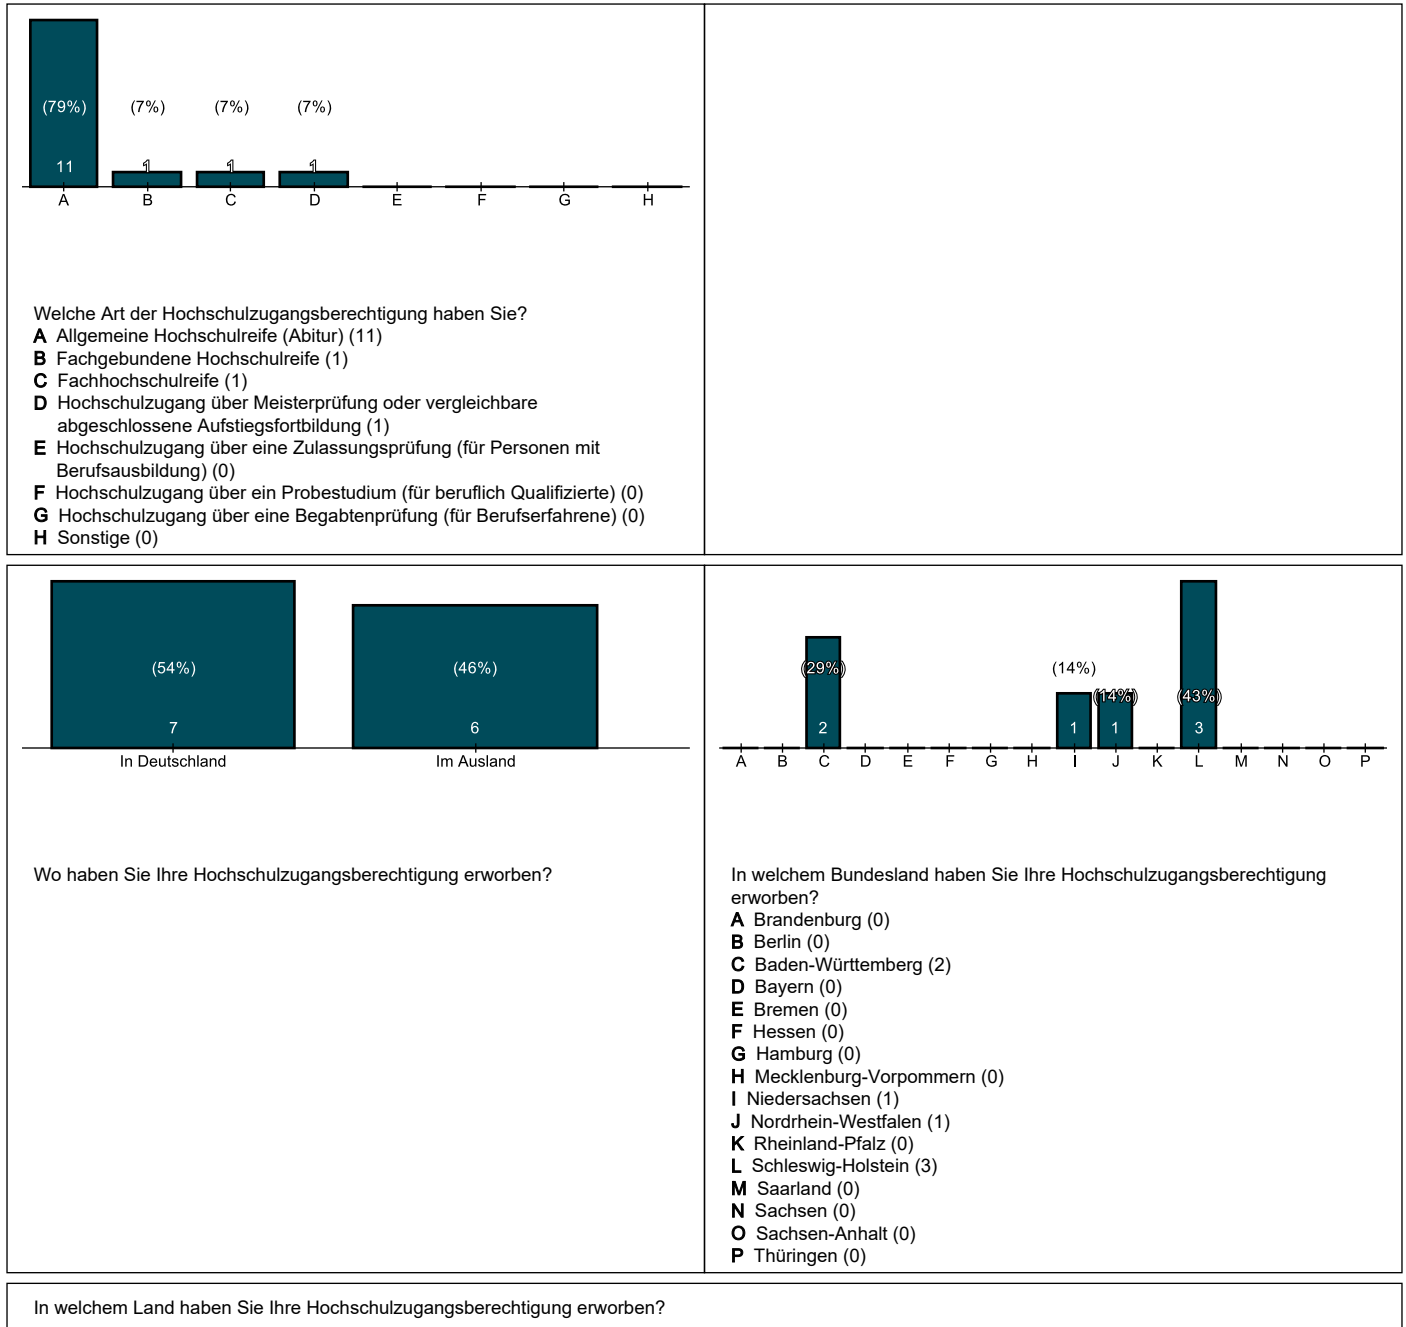 (79%) (7%) (7%) (7%)
11 1 1 1
A B C D E F G H
Welche Art der Hochschulzugangsberechtigung haben Sie?
A Allgemeine Hochschulreife (Abitur) (11)
B Fachgebundene Hochschulreife (1)
C Fachhochschulreife (1)
D Hochschulzugang über Meisterprüfung oder vergleichbare
abgeschlossene Aufstiegsfortbildung (1)
E Hochschulzugang über eine Zulassungsprüfung (für Personen mit
Berufsausbildung) (0)
F Hochschulzugang über ein Probestudium (für beruflich Qualifizierte) (0)
G Hochschulzugang über eine Begabtenprüfung (für Berufserfahrene) (0)
H Sonstige (0)
(54%) (46%)
7 6
In Deutschland Im Ausland
Wo haben Sie Ihre Hochschulzugangsberechtigung erworben?
(29%) (14%) (14%) (43%)
2 1 1 3
A B C D E F G H I J K L M N O P
In welchem Bundesland haben Sie Ihre Hochschulzugangsberechtigung
erworben?
A Brandenburg (0)
B Berlin (0)
C Baden-Württemberg (2)
D Bayern (0)
E Bremen (0)
F Hessen (0)
G Hamburg (0)
H Mecklenburg-Vorpommern (0)
I Niedersachsen (1)
J Nordrhein-Westfalen (1)
K Rheinland-Pfalz (0)
L Schleswig-Holstein (3)
M Saarland (0)
N Sachsen (0)
O Sachsen-Anhalt (0)
P Thüringen (0)
In welchem Land haben Sie Ihre Hochschulzugangsberechtigung erworben?